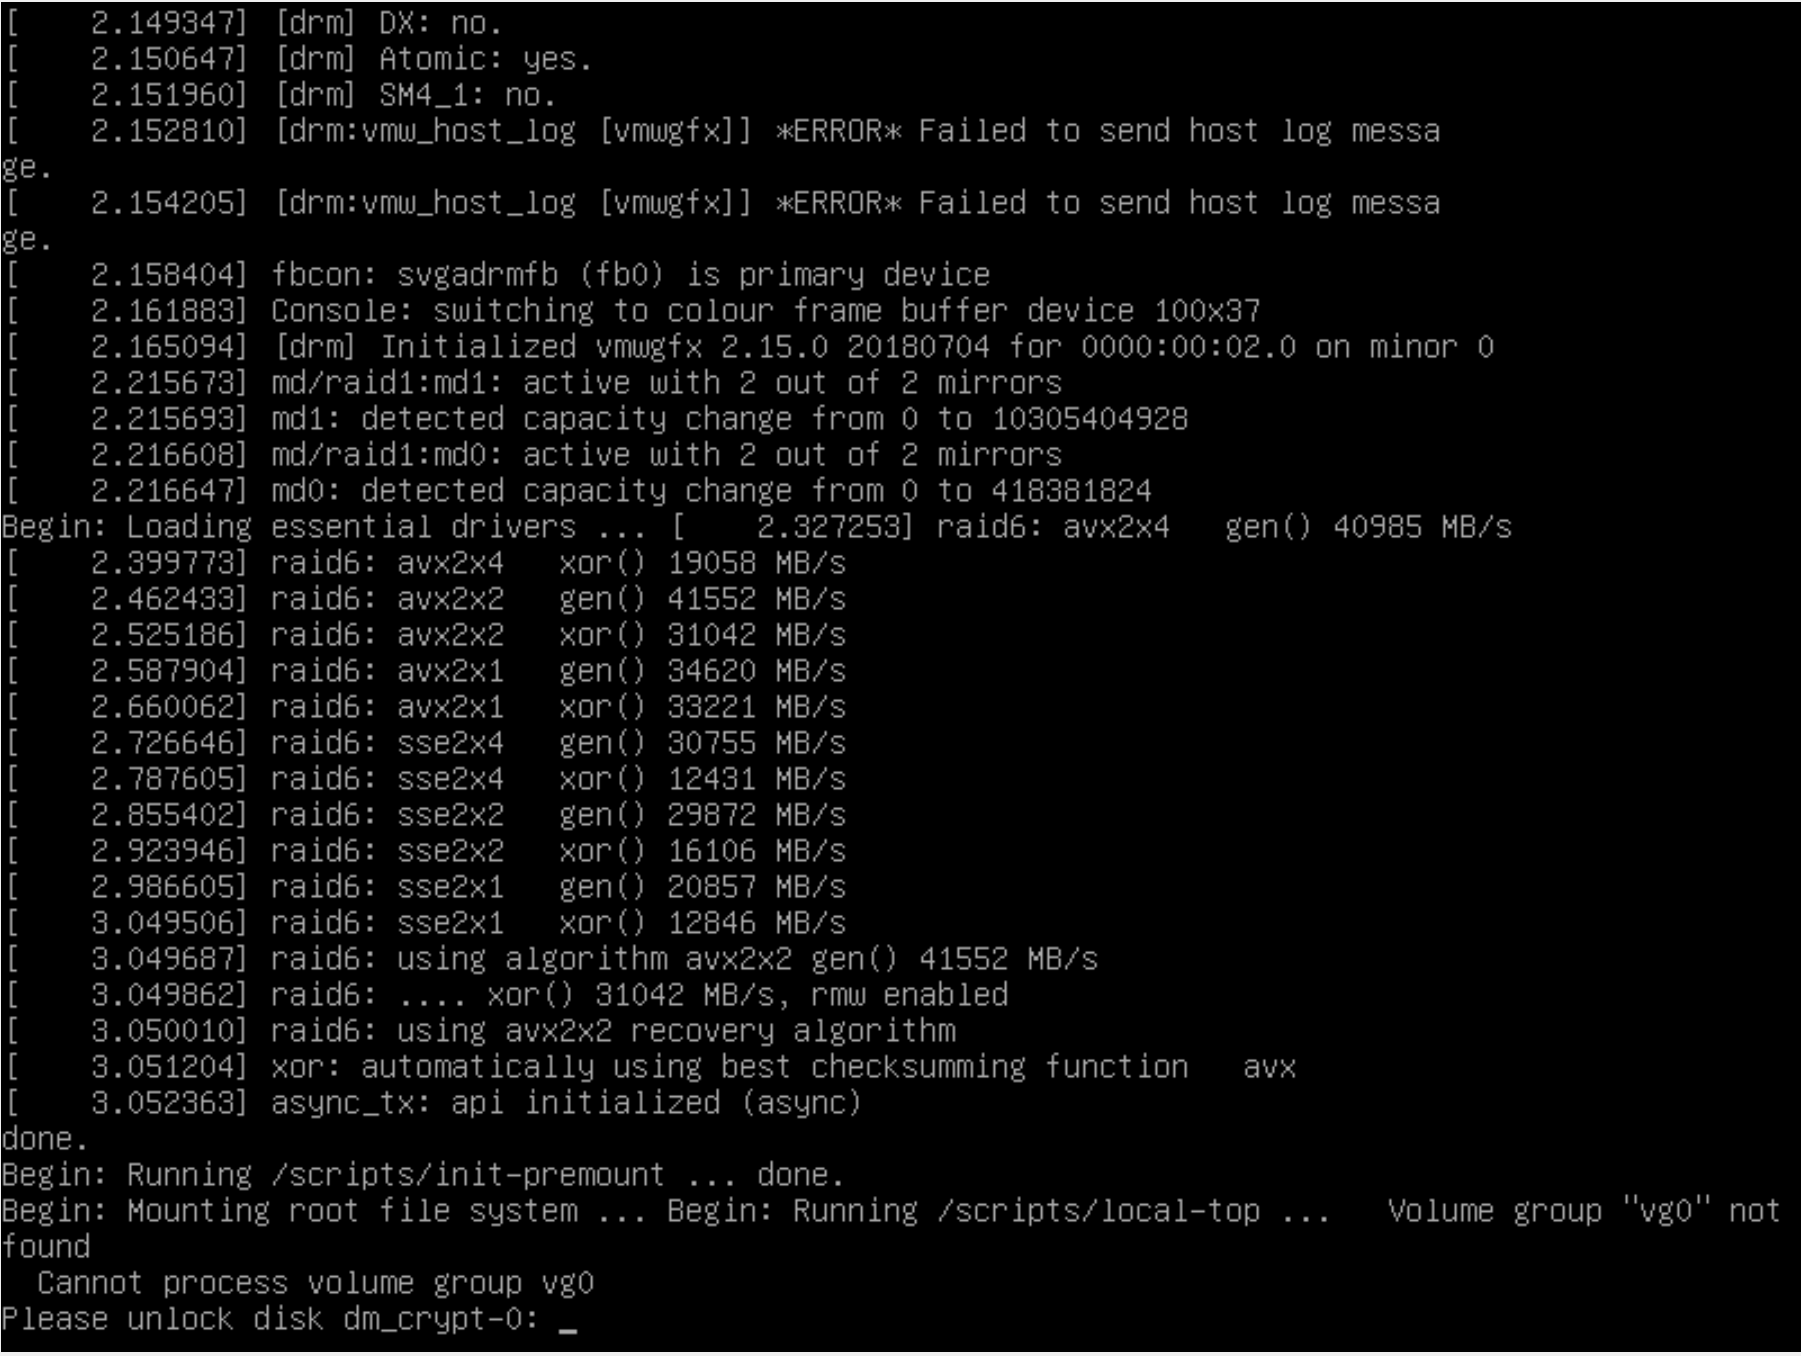 [    2.149347] [drm] DX: no.
[    2.150647] [drm] Atomic: yes.
[    2.151960] [drm] SM4_1: no.
[    2.152810] [drm:vmw_host_log [vmwgfx]] *ERROR* Failed to send host log messa
ge.
[    2.154205] [drm:vmw_host_log [vmwgfx]] *ERROR* Failed to send host log messa
ge.
[    2.158404] fbcon: svgadrmfb (fb0) is primary device
[    2.161883] Console: switching to colour frame buffer device 100x37
[    2.165094] [drm] Initialized vmwgfx 2.15.0 20180704 for 0000:00:02.0 on minor 0
[    2.215673] md/raid1:md1: active with 2 out of 2 mirrors
[    2.215693] md1: detected capacity change from 0 to 10305404928
[    2.216608] md/raid1:md0: active with 2 out of 2 mirrors
[    2.216647] md0: detected capacity change from 0 to 418381824
Begin: Loading essential drivers ... [    2.327253] raid6: avx2x4   gen() 40985 MB/s
[    2.399773] raid6: avx2x4   xor() 19058 MB/s
[    2.462433] raid6: avx2x2   gen() 41552 MB/s
[    2.525186] raid6: avx2x2   xor() 31042 MB/s
[    2.587904] raid6: avx2x1   gen() 34620 MB/s
[    2.660062] raid6: avx2x1   xor() 33221 MB/s
[    2.726646] raid6: sse2x4   gen() 30755 MB/s
[    2.787605] raid6: sse2x4   xor() 12431 MB/s
[    2.855402] raid6: sse2x2   gen() 29872 MB/s
[    2.923946] raid6: sse2x2   xor() 16106 MB/s
[    2.986605] raid6: sse2x1   gen() 20857 MB/s
[    3.049506] raid6: sse2x1   xor() 12846 MB/s
[    3.049687] raid6: using algorithm avx2x2 gen() 41552 MB/s
[    3.049862] raid6: .... xor() 31042 MB/s, rmw enabled
[    3.050010] raid6: using avx2x2 recovery algorithm
[    3.051204] xor: automatically using best checksumming function   avx
[    3.052363] async_tx: api initialized (async)
done.
Begin: Running /scripts/init-premount ... done.
Begin: Mounting root file system ... Begin: Running /scripts/local-top ...   Volume group "vg0" not
found
  Cannot process volume group vg0
Please unlock disk dm_crypt-0: _